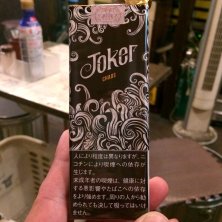 Joker
CHAOS
人により程度は異なりますが、ニ
コチンにより喫煙への依存が
生じます。
未成年者の喫煙は、健康に対
する悪影響やたばこへの依存
をより強めます。周りの人から勧
められても決して吸ってはいけ
ません。